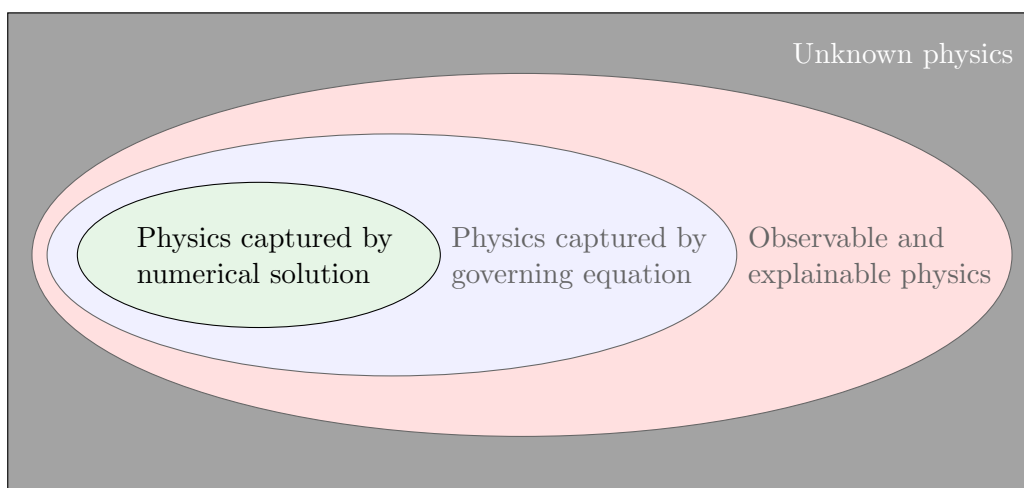 Unknown physics
Physics captured by
numerical solution
Physics captured by
governing equation
Observable and
explainable physics